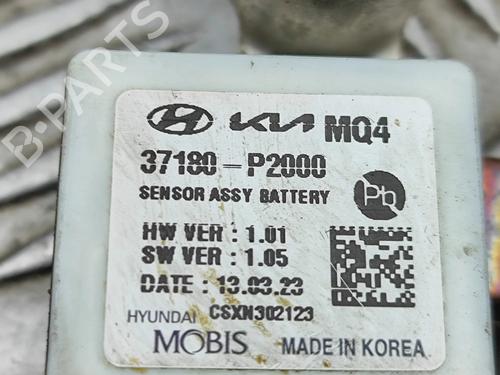 B-PARTS
HYUNDAI KIA MQ4
37180-P2000
SENSOR ASSY BATTERY
Pb
HW VER : 1.01
SW VER : 1.05
DATE : 13.03.23
HYUNDAI CSXN302123
MOBIS MADE IN KOREA